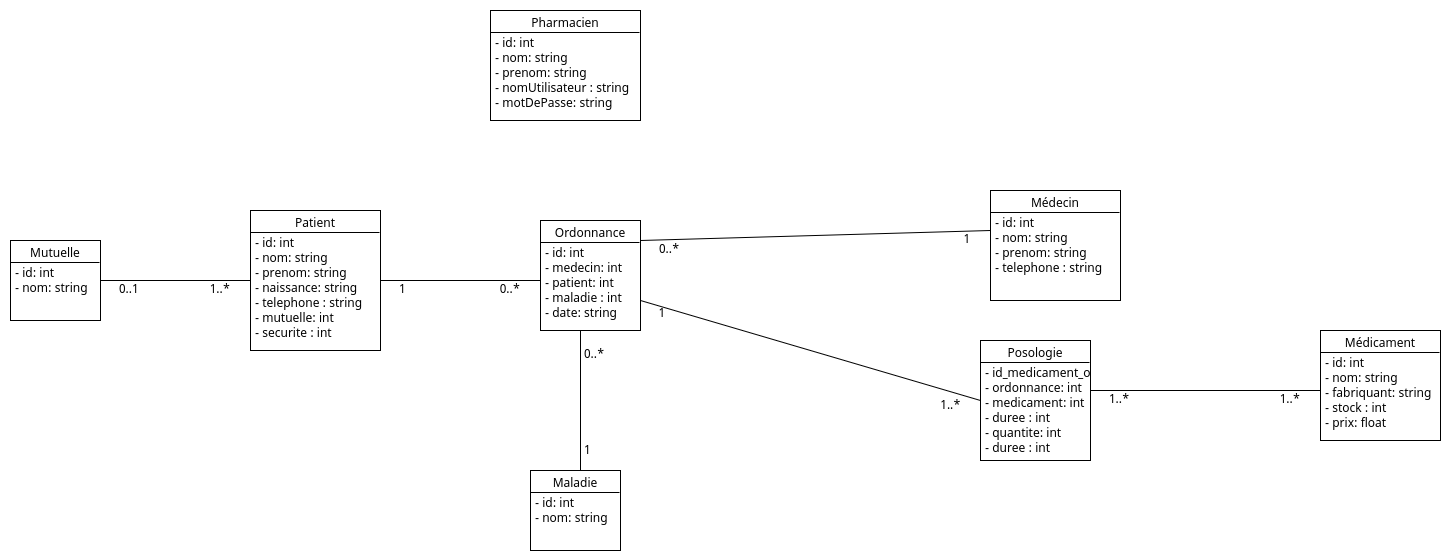 Pharmacien
- id: int
- nom: string
- prenom: string
- nomUtilisateur : string
- motDePasse: string
Mutuelle
- id: int
- nom: string
0..1
1..*
Patient
- id: int
- nom: string
- prenom: string
- naissance: string
- telephone : string
- mutuelle: int
- securite : int
1
0..*
Ordonnance
- id: int
- medecin: int
- patient: int
- maladie : int
- date: string
0..*
1
Médecin
- id: int
- nom: string
- prenom: string
- telephone : string
1
1..*
Posologie
- id_medicament_o
- ordonnance: int
- medicament: int
- duree : int
- quantite: int
- duree : int
1..*
1..*
Médicament
- id: int
- nom: string
- fabriquant: string
- stock : int
- prix: float
0..*
1
Maladie
- id: int
- nom: string